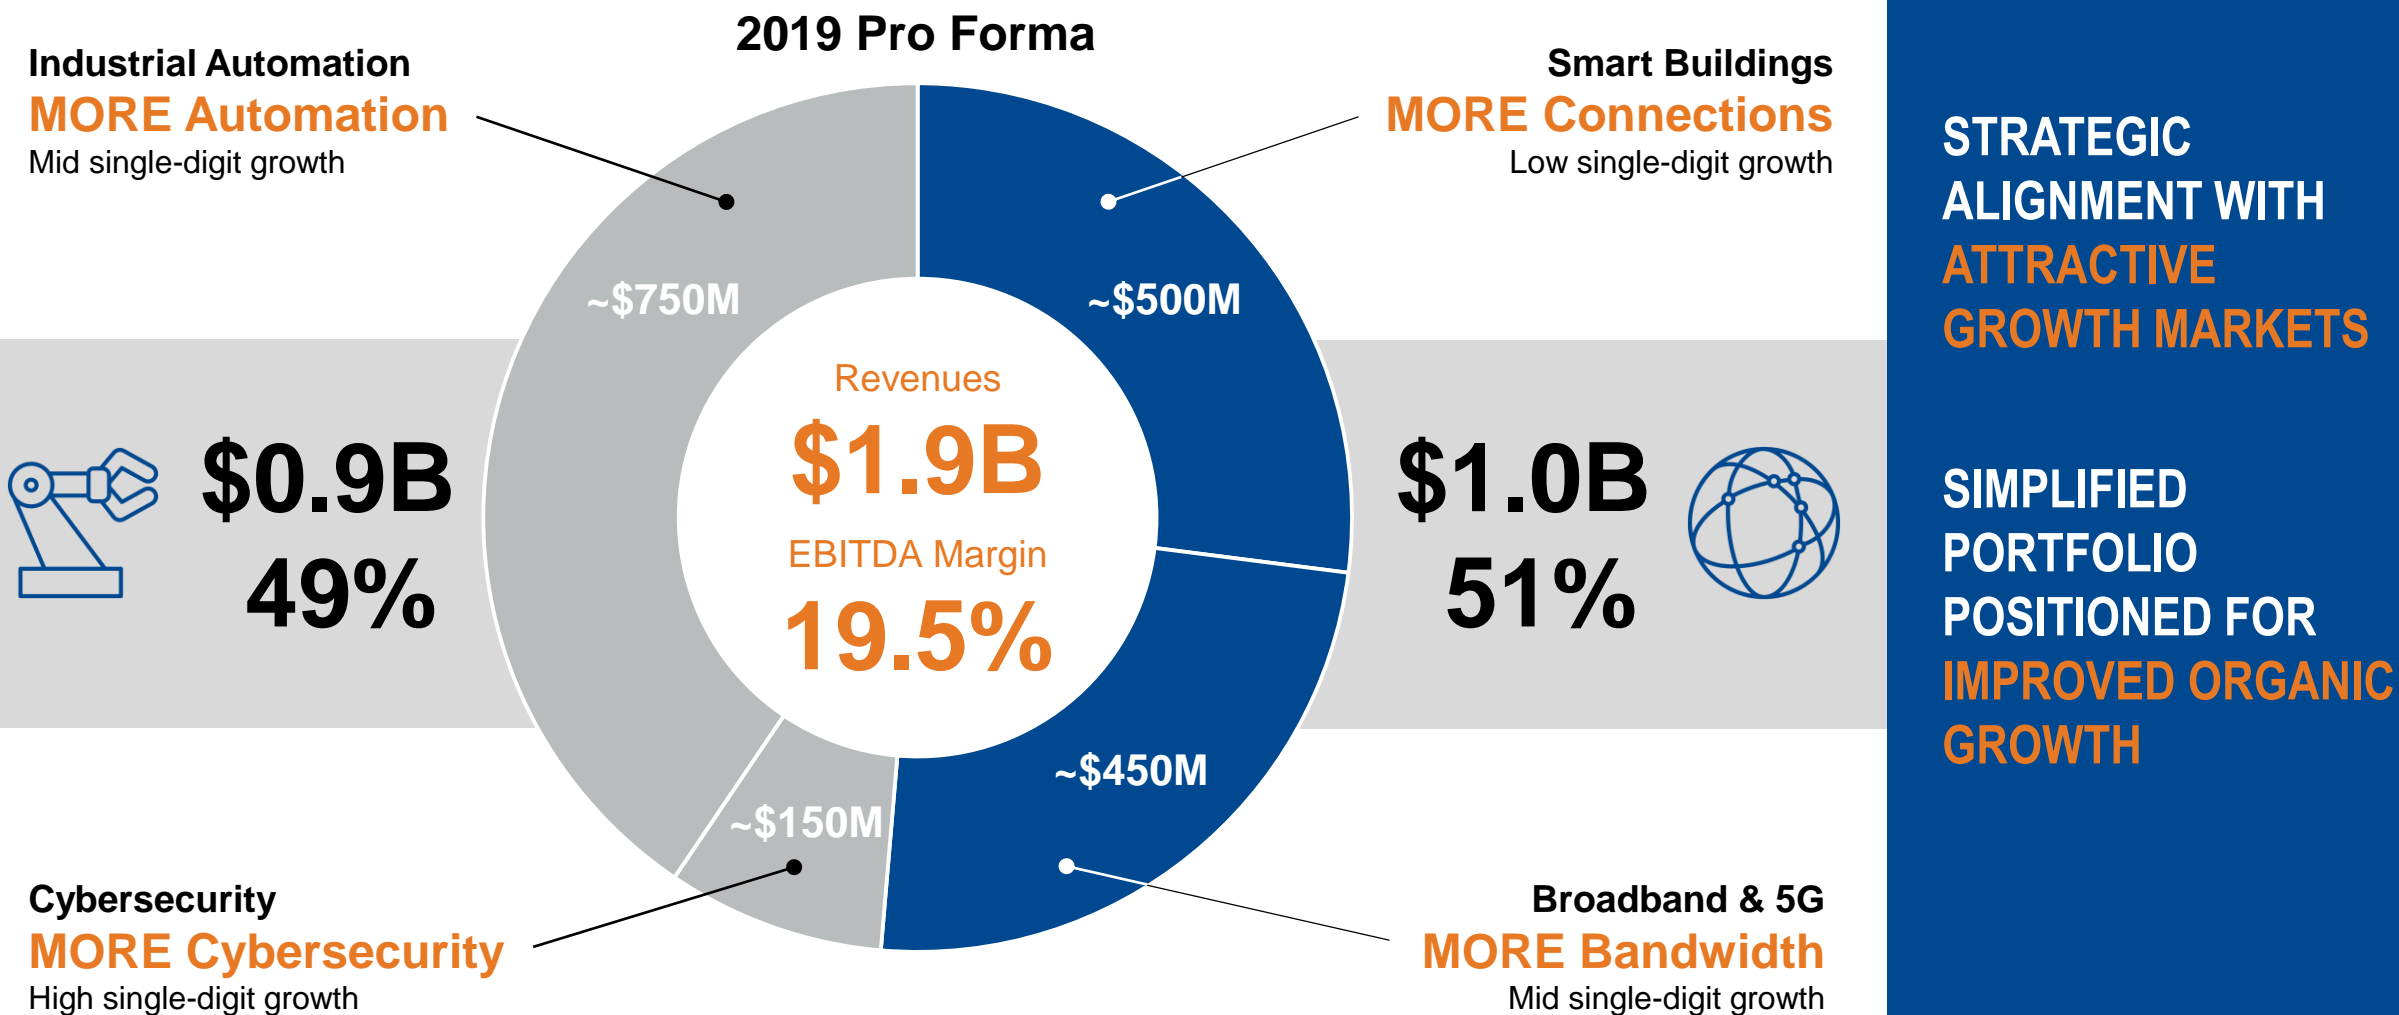 2019 Pro Forma
Industrial Automation
MORE Automation
Mid single-digit growth
Smart Buildings
MORE Connections
Low single-digit growth
~$750M
~$500M
$0.9B
49%
Revenues
$1.9B
EBITDA Margin
19.5%
$1.0B
51%
~$150M
~$450M
Cybersecurity
MORE Cybersecurity
High single-digit growth
Broadband & 5G
MORE Bandwidth
Mid single-digit growth
STRATEGIC
ALIGNMENT WITH
ATTRACTIVE
GROWTH MARKETS
SIMPLIFIED
PORTFOLIO
POSITIONED FOR
IMPROVED ORGANIC
GROWTH